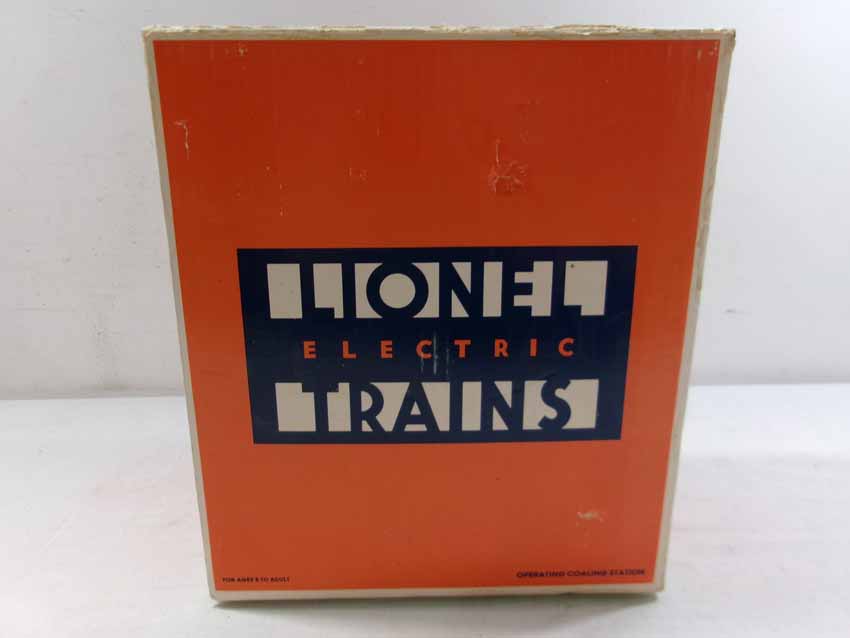 LIONEL
ELECTRIC
TRAINS
FOR AGES 8 TO ADULT
OPERATING COALING STATION